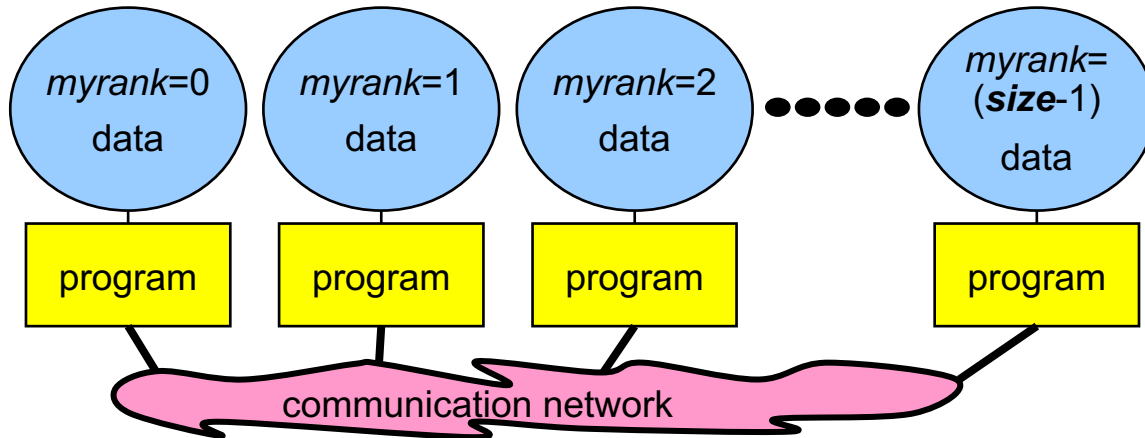 myrank=0
data
myrank=1
data
myrank=2
data
myrank=
(size-1)
data
program
program
program
program
communication network